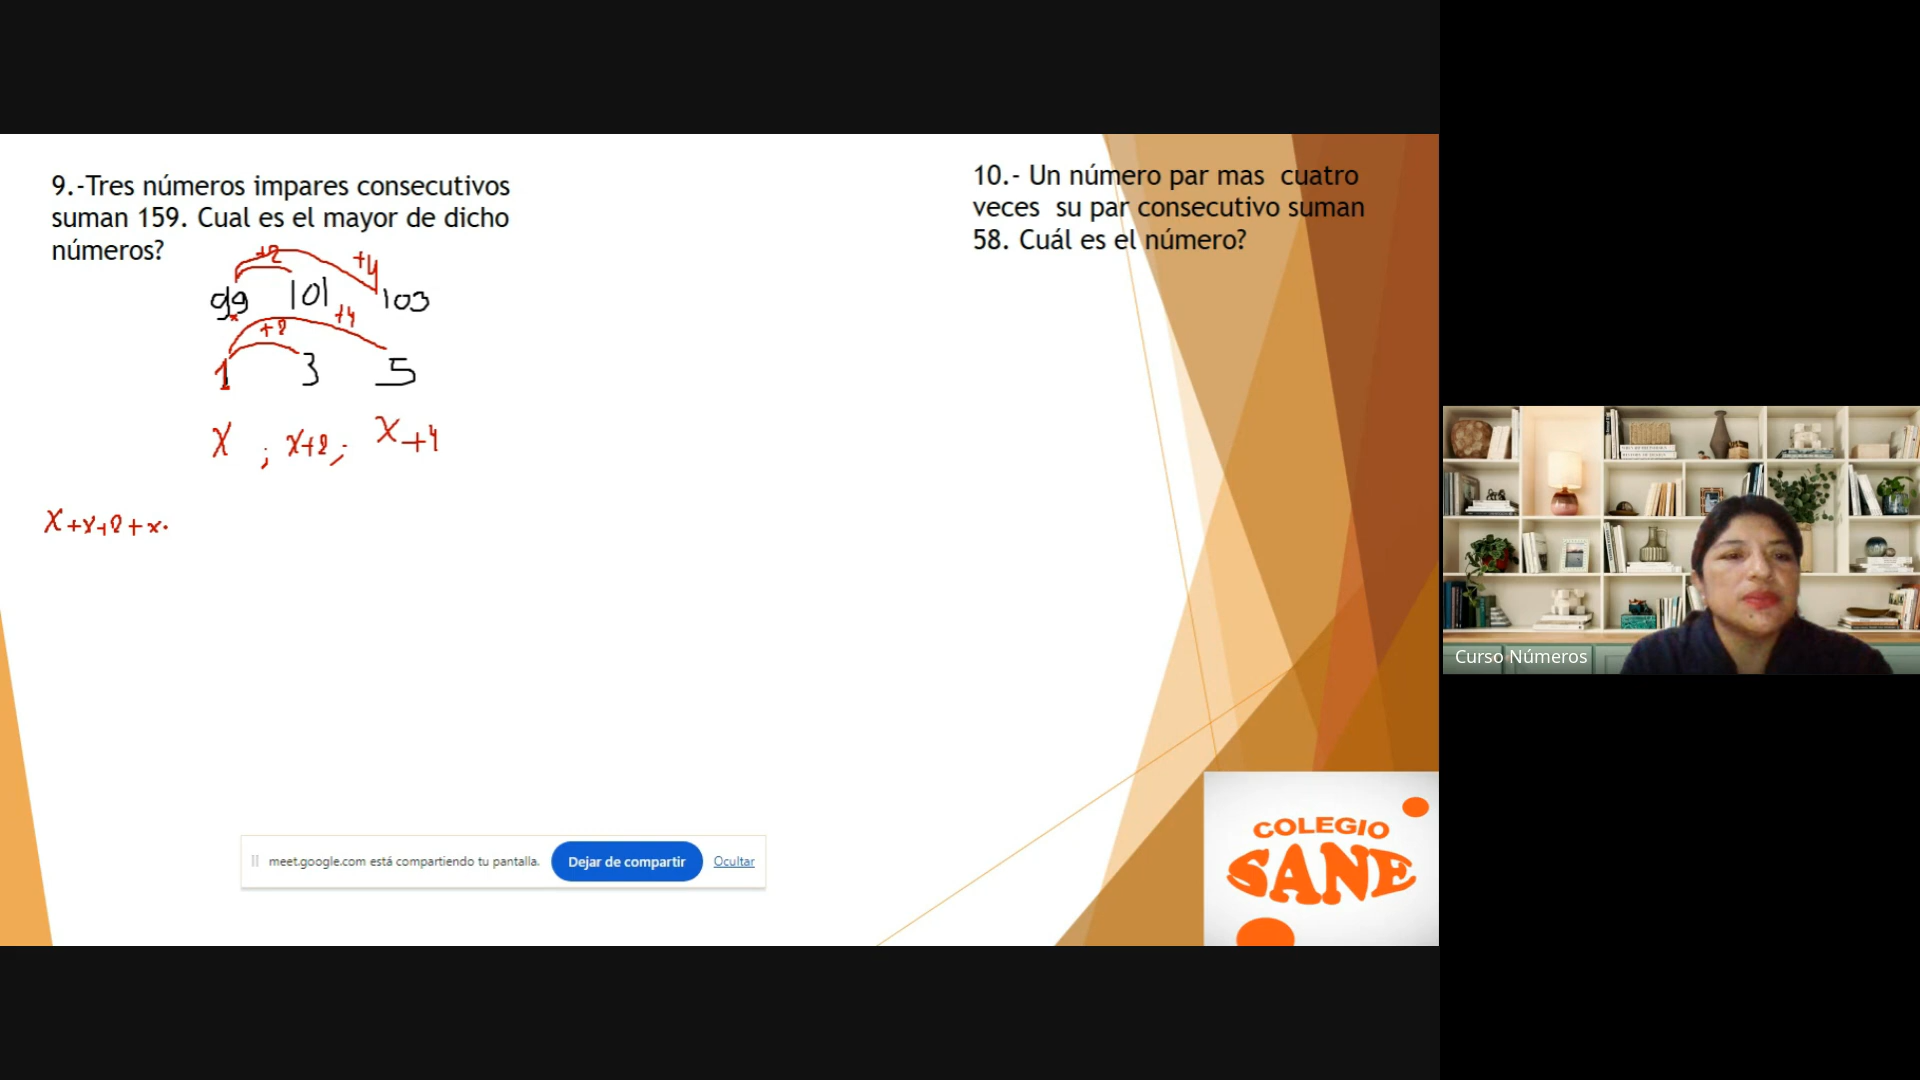 9.-Tres números impares consecutivos
suman 159. Cual es el mayor de dicho
números?
+2 +4
99 101 103
+2 +4
1 3 5
x ; x+2 ; x+4
x+x+2+x
10.- Un número par mas cuatro
veces su par consecutivo suman
58. Cuál es el número?
meet.google.com está compartiendo tu pantalla. Dejar de compartir Ocultar
COLEGIO
SANE
Curso Números